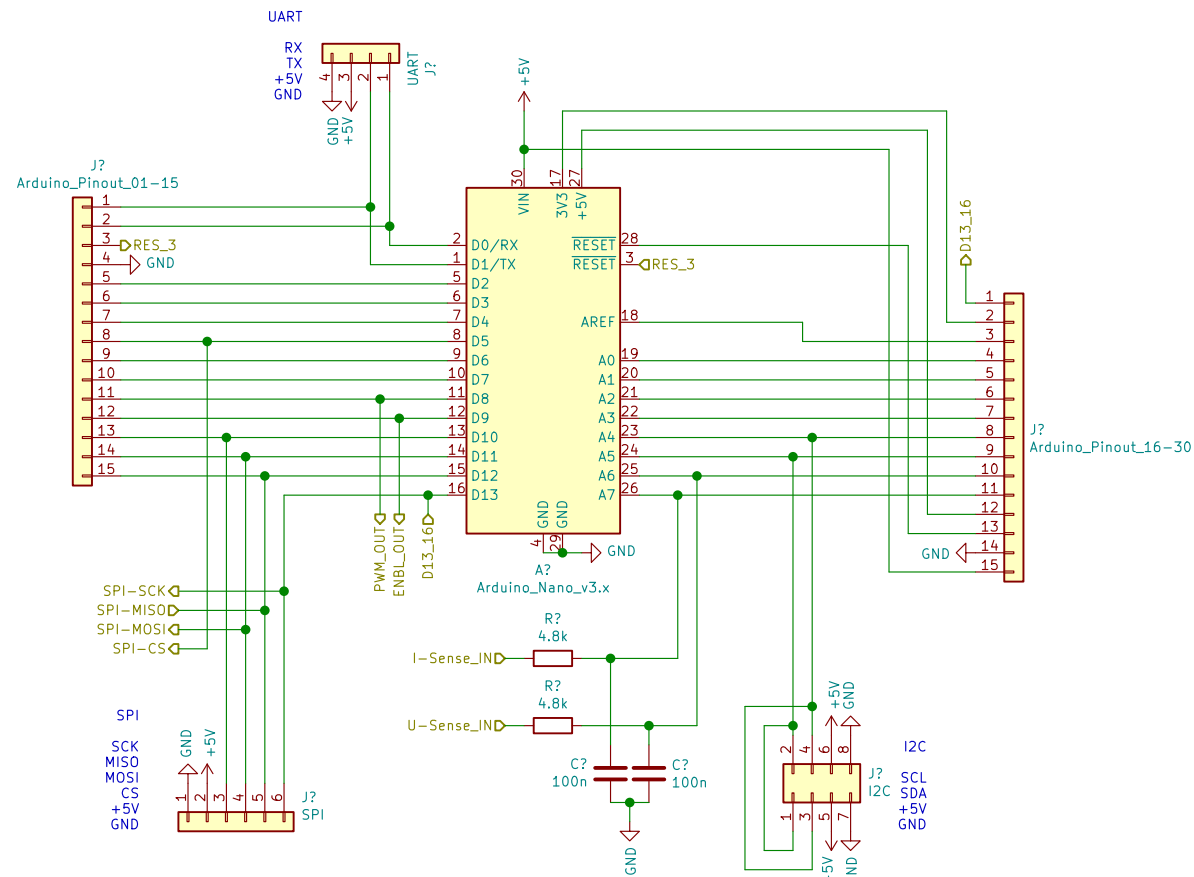 UART
RX
TX
+5V
GND
4
3
2
1
UART
J?
GND
+5V
+5V
J?
Arduino_Pinout_01-15
1
2
3
4
5
6
7
8
9
10
11
12
13
14
15
RES_3
GND
30
17
27
VIN
3V3
+5V
2
1
5
6
7
8
9
10
11
12
13
14
15
16
D0/RX
D1/TX
D2
D3
D4
D5
D6
D7
D8
D9
D10
D11
D12
D13
RESET
RESET
AREF
A0
A1
A2
A3
A4
A5
A6
A7
28
3
18
19
20
21
22
23
24
25
26
RES_3
GND
GND
4
29
GND
A?
Arduino_Nano_v3.x
D13_16
1
2
3
4
5
6
7
8
9
10
11
12
13
14
15
GND
J?
Arduino_Pinout_16-30
PWM_OUT
ENBL_OUT
D13_16
SPI-SCK
SPI-MISO
SPI-MOSI
SPI-CS
R?
4.8k
I-Sense_IN
R?
4.8k
U-Sense_IN
C?
100n
C?
100n
GND
SPI
SCK
MISO
MOSI
CS
+5V
GND
GND
+5V
1
2
3
4
5
6
J?
SPI
+5V
GND
2
4
6
8
J?
I2C
1
3
5
7
5V
ND
I2C
SCL
SDA
+5V
GND